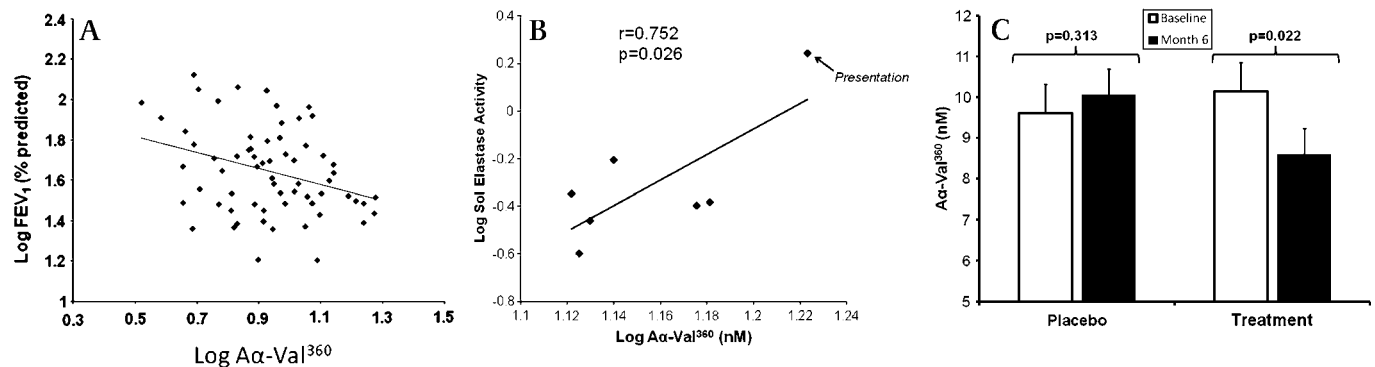 A
Log FEV1 (% predicted)
2.4
2.2
2
1.8
1.6
1.4
1.2
1
0.3 0.5 0.7 0.9 1.1 1.3 1.5
Log Aα-Val360
B
r=0.752
p=0.026
Presentation
Log Sol Elastase Activity
0.4
0.2
0
-0.2
-0.4
-0.6
-0.8
1.1 1.12 1.14 1.16 1.18 1.2 1.22 1.24
Log Aα-Val360 (nM)
C
Baseline
Month 6
p=0.313 p=0.022
Aα-Val360 (nM)
12
11
10
9
8
7
6
5
Placebo Treatment